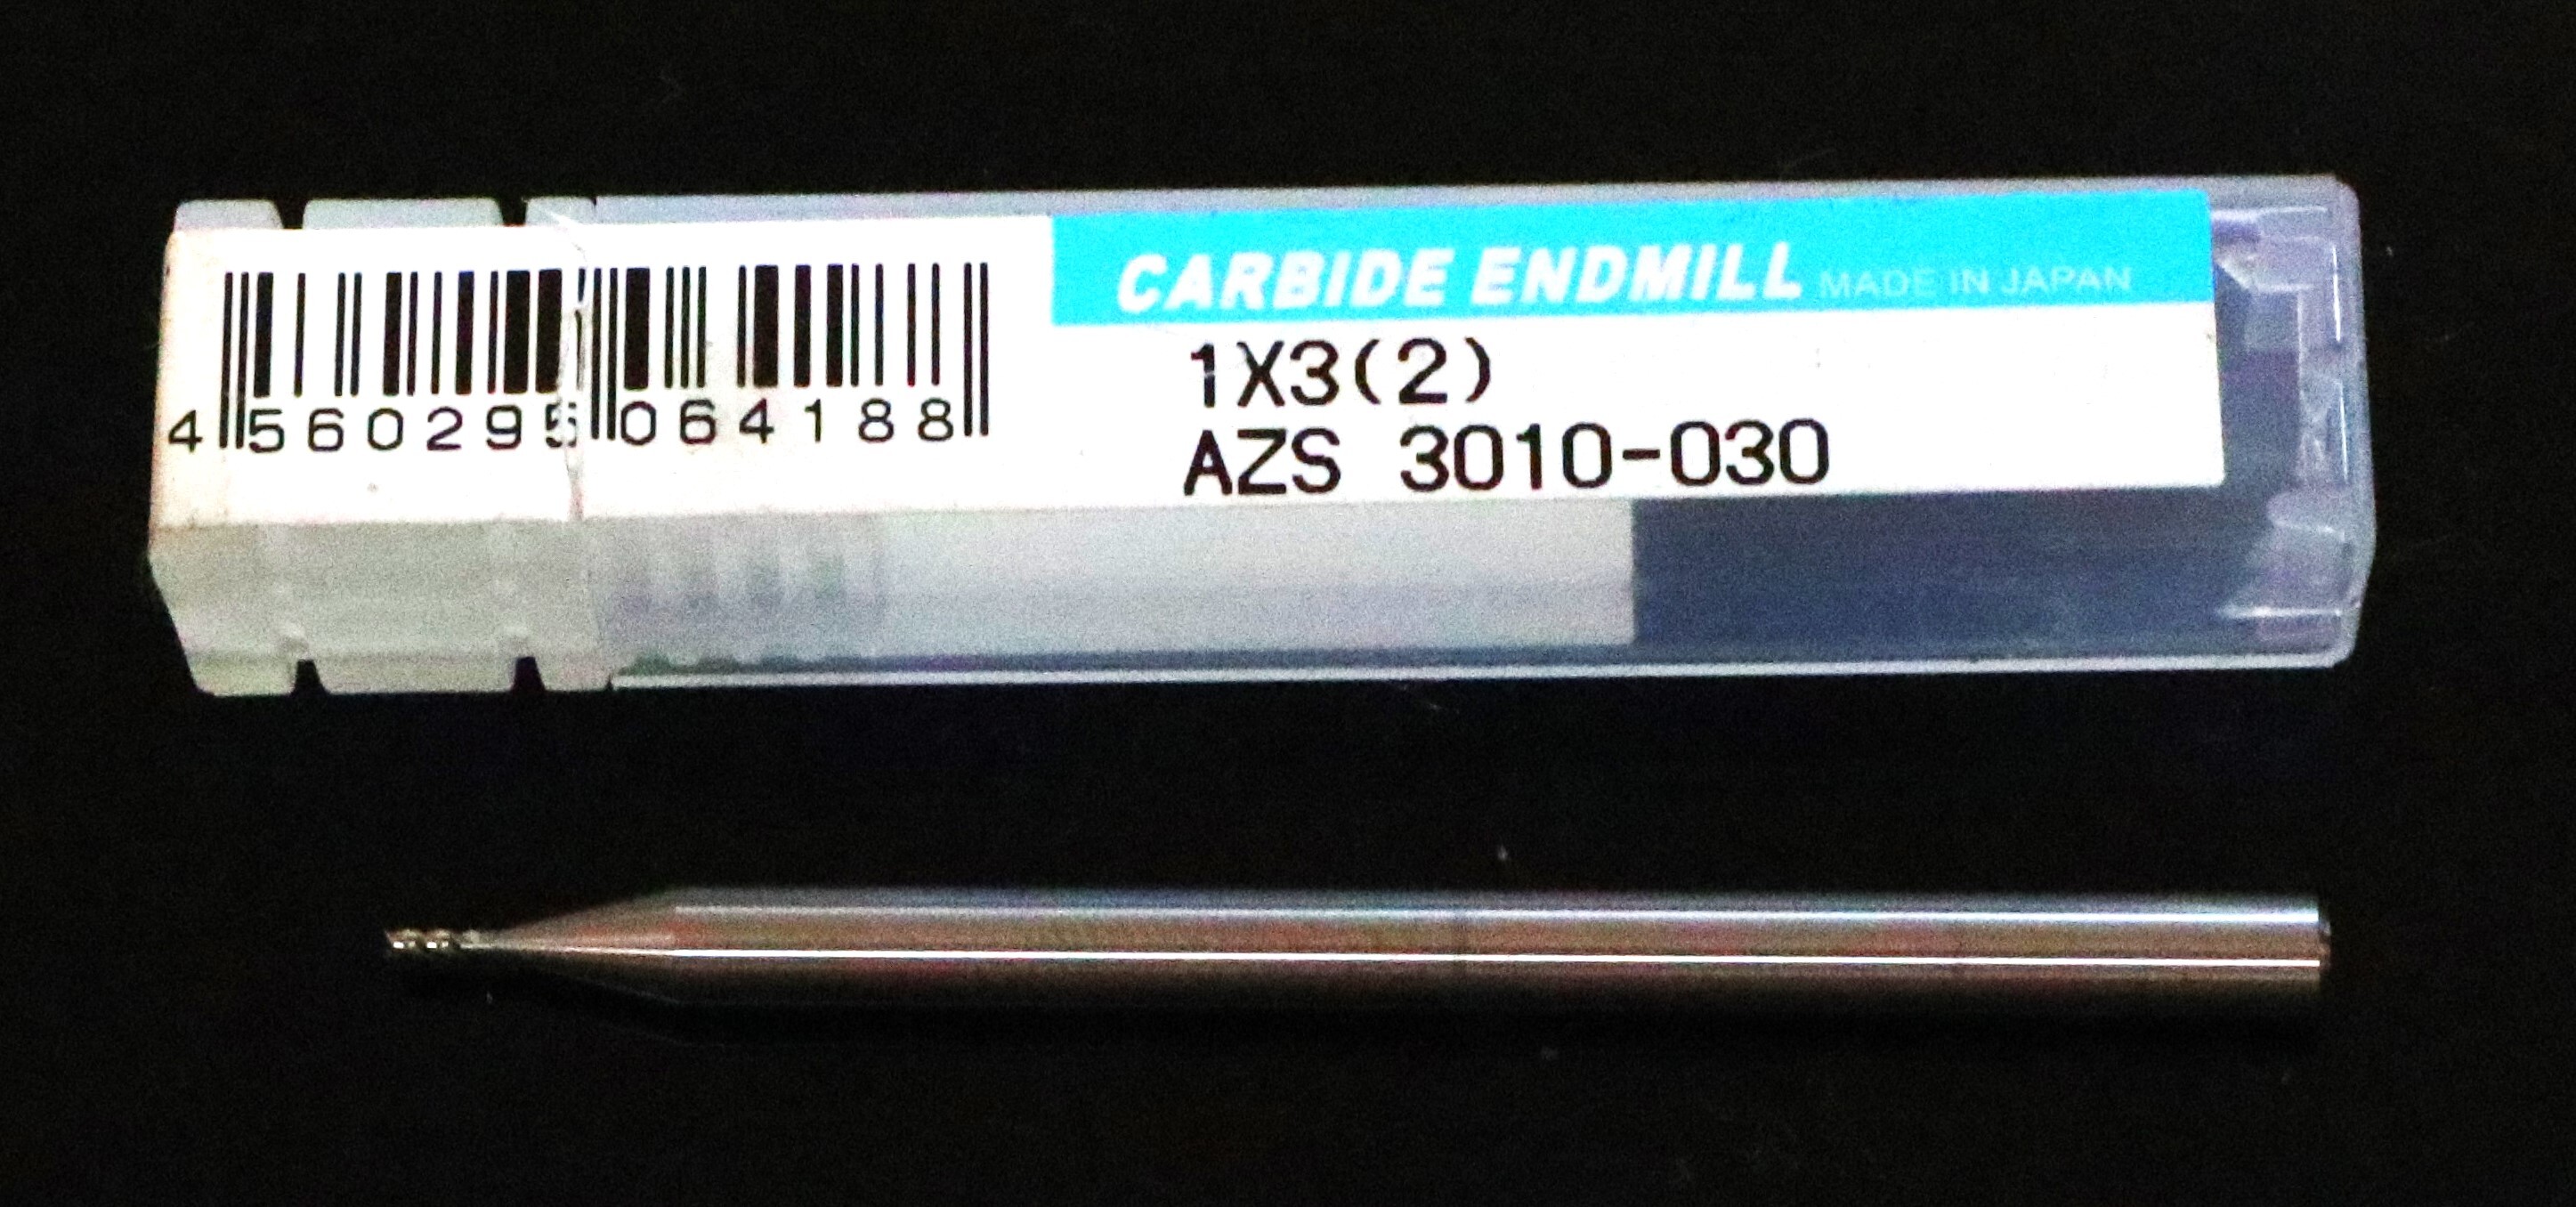 4 560295 064188
CARBIDE ENDMILL MADE IN JAPAN
1X3(2)
AZS 3010-030